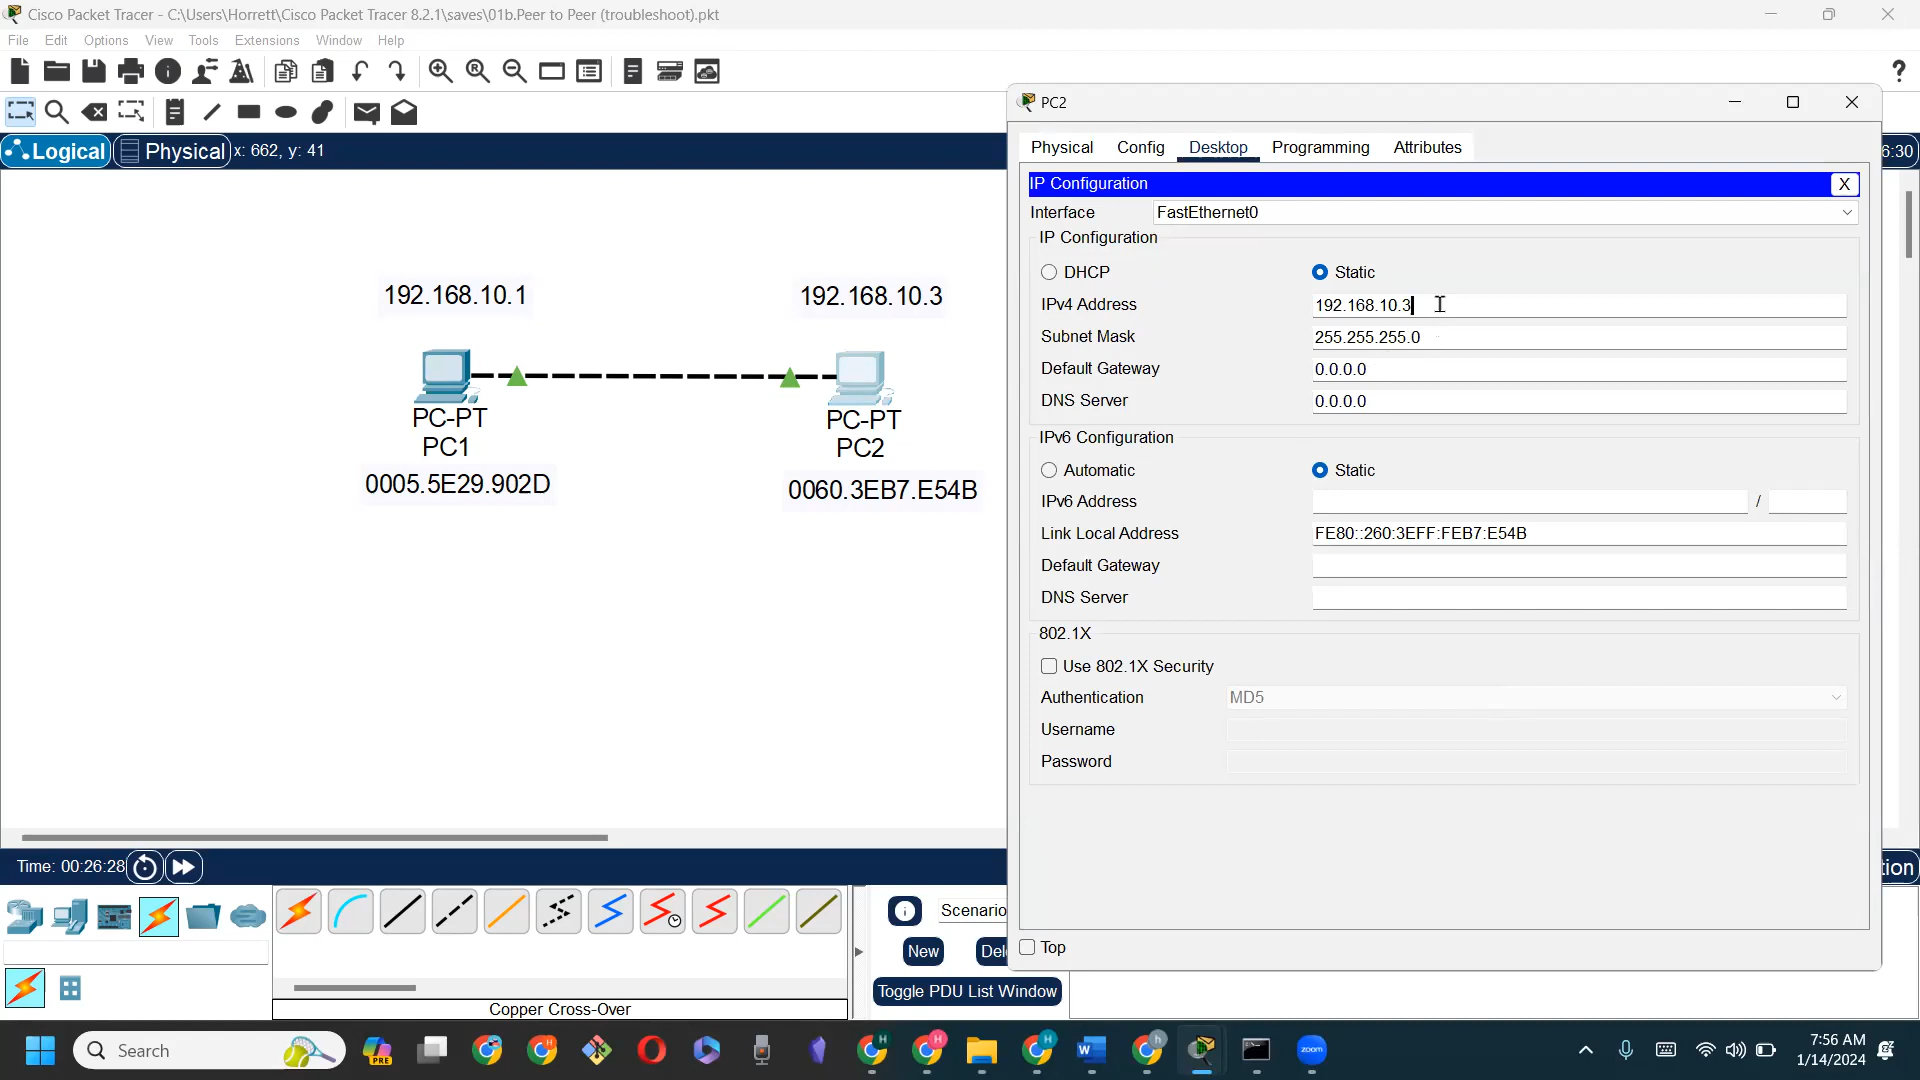 Cisco Packet Tracer - C:\Users\Horrett\Cisco Packet Tracer 8.2.1\saves\01b.Peer to Peer (troubleshoot).pkt
File Edit Options View Tools Extensions Window Help
Logical Physical x: 662, y: 41
6:30
192.168.10.1
192.168.10.3
PC-PT
PC1
0005.5E29.902D
PC-PT
PC2
0060.3EB7.E54B
PC2
Physical Config Desktop Programming Attributes
IP Configuration X
Interface FastEthernet0
IP Configuration
DHCP Static
IPv4 Address 192.168.10.3
Subnet Mask 255.255.255.0
Default Gateway 0.0.0.0
DNS Server 0.0.0.0
IPv6 Configuration
Automatic Static
IPv6 Address /
Link Local Address FE80::260:3EFF:FEB7:E54B
Default Gateway
DNS Server
802.1X
Use 802.1X Security
Authentication MD5
Username
Password
Top
Time: 00:26:28
tion
Scenario
New Del
Toggle PDU List Window
Copper Cross-Over
Search
PRE
zoom
7:56 AM
1/14/2024